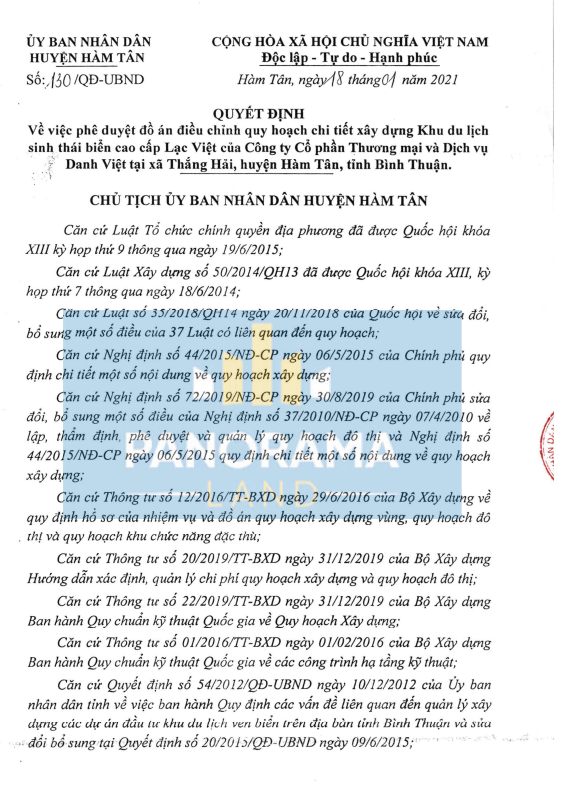 ỦY BAN NHÂN DÂN
HUYỆN HÀM TÂN
Số: 130/QĐ-UBND
CỘNG HÒA XÃ HỘI CHỦ NGHĨA VIỆT NAM
Độc lập - Tự do - Hạnh phúc
Hàm Tân, ngày 18 tháng 01 năm 2021
QUYẾT ĐỊNH
Về việc phê duyệt đồ án điều chỉnh quy hoạch chi tiết xây dựng Khu du lịch
sinh thái biển cao cấp Lạc Việt của Công ty Cổ phần Thương mại và Dịch vụ
Danh Việt tại xã Thắng Hải, huyện Hàm Tân, tỉnh Bình Thuận.
CHỦ TỊCH ỦY BAN NHÂN DÂN HUYỆN HÀM TÂN
Căn cứ Luật Tổ chức chính quyền địa phương đã được Quốc hội khóa
XIII kỳ họp thứ 9 thông qua ngày 19/6/2015;
Căn cứ Luật Xây dựng số 50/2014/QH13 đã được Quốc hội khóa XIII, kỳ
họp thứ 7 thông qua ngày 18/6/2014;
Căn cứ Luật số 35/2018/QH14 ngày 20/11/2018 của Quốc hội về sửa đổi,
bổ sung một số điều của 37 Luật có liên quan đến quy hoạch;
Căn cứ Nghị định số 44/2015/NĐ-CP ngày 06/5/2015 của Chính phủ quy
định chi tiết một số nội dung về quy hoạch xây dựng;
Căn cứ Nghị định số 72/2019/NĐ-CP ngày 30/8/2019 của Chính phủ sửa
đổi, bổ sung một số điều của Nghị định số 37/2010/NĐ-CP ngày 07/4/2010 về
lập, thẩm định, phê duyệt và quản lý quy hoạch đô thị và Nghị định số
44/2015/NĐ-CP ngày 06/5/2015 quy định chi tiết một số nội dung về quy hoạch
xây dựng;
PANORAMA
LAND
Căn cứ Thông tư số 12/2016/TT-BXD ngày 29/6/2016 của Bộ Xây dựng về
quy định hồ sơ của nhiệm vụ và đồ án quy hoạch xây dựng vùng, quy hoạch đô
thị và quy hoạch khu chức năng đặc thù;
Căn cứ Thông tư số 20/2019/TT-BXD ngày 31/12/2019 của Bộ Xây dựng
Hướng dẫn xác định, quản lý chi phí quy hoạch xây dựng và quy hoạch đô thị;
Căn cứ Thông tư số 22/2019/TT-BXD ngày 31/12/2019 của Bộ Xây dựng
Ban hành Quy chuẩn kỹ thuật Quốc gia về Quy hoạch Xây dựng;
Căn cứ Thông tư số 01/2016/TT-BXD ngày 01/02/2016 của Bộ Xây dựng
Ban hành Quy chuẩn kỹ thuật Quốc gia về các công trình hạ tầng kỹ thuật;
Căn cứ Quyết định số 54/2012/QĐ-UBND ngày 10/12/2012 của Ủy ban
nhân dân tỉnh về việc ban hành Quy định các vấn đề liên quan đến quản lý xây
dựng các dự án đầu tư khu du lịch ven biển trên địa bàn tỉnh Bình Thuận và sửa
đổi bổ sung tại Quyết định số 20/2015/QĐ-UBND ngày 09/6/2015;